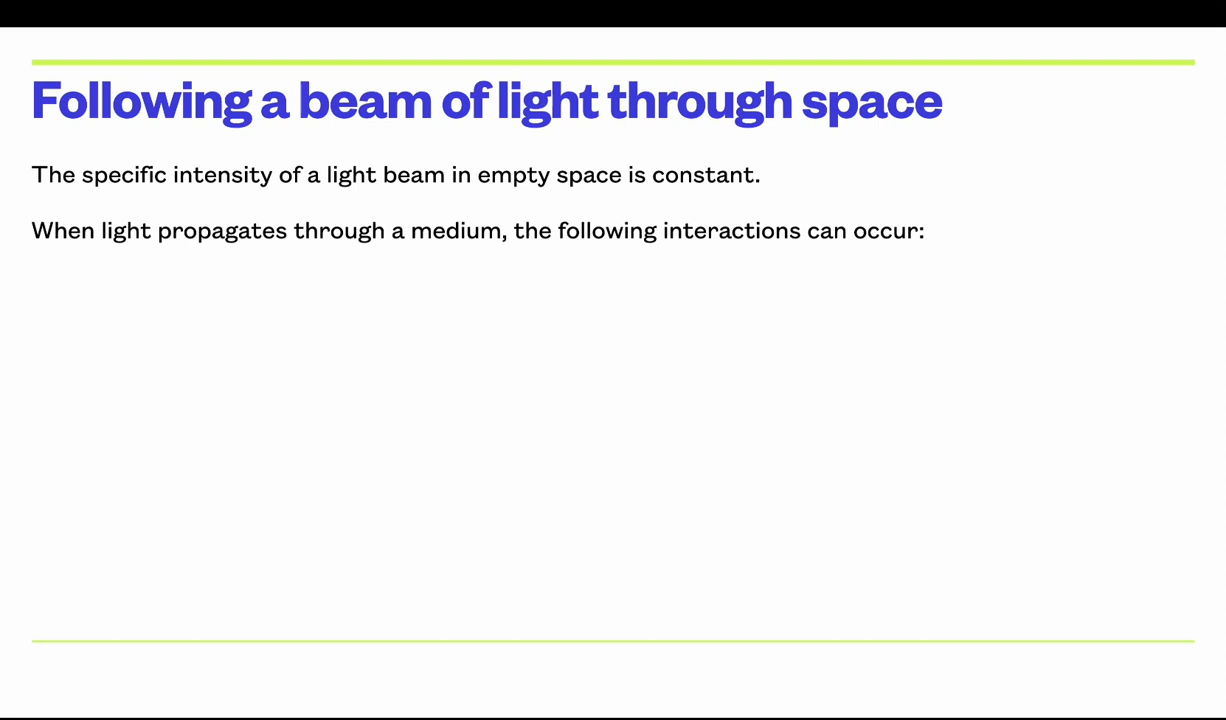 Following a beam of light through space
The specific intensity of a light beam in empty space is constant.
When light propagates through a medium, the following interactions can occur: